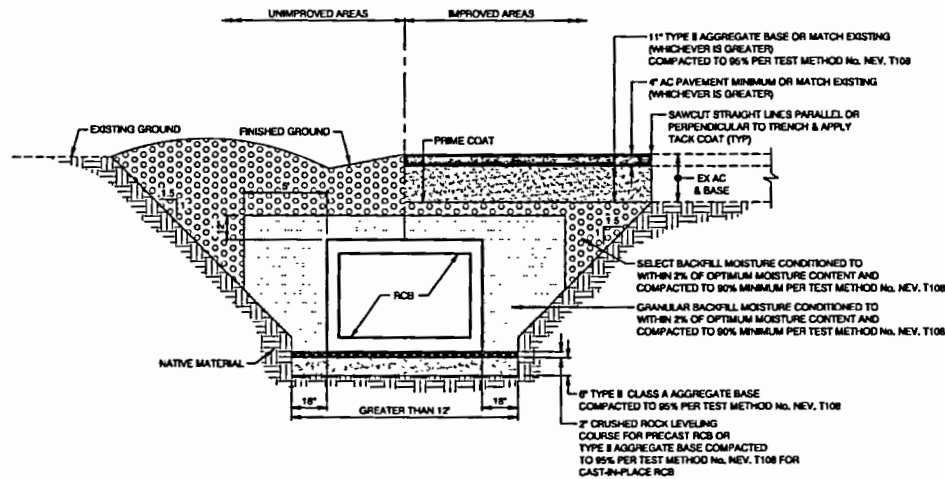 UNIMPROVED AREAS
IMPROVED AREAS
11" TYPE II AGGREGATE BASE OR MATCH EXISTING
(WHICHEVER IS GREATER)
COMPACTED TO 95% PER TEST METHOD No. NEV. T108
4" AC PAVEMENT MINIMUM OR MATCH EXISTING
(WHICHEVER IS GREATER)
SAWCUT STRAIGHT LINES PARALLEL OR
PERPENDICULAR TO TRENCH & APPLY
TACK COAT (TYP)
EXISTING GROUND
FINISHED GROUND
PRIME COAT
EX AC
& BASE
1.5
1
12"
SELECT BACKFILL MOISTURE CONDITIONED TO
WITHIN 2% OF OPTIMUM MOISTURE CONTENT AND
COMPACTED TO 90% MINIMUM PER TEST METHOD No. NEV. T108
RCB
GRANULAR BACKFILL MOISTURE CONDITIONED TO
WITHIN 2% OF OPTIMUM MOISTURE CONTENT AND
COMPACTED TO 90% MINIMUM PER TEST METHOD No. NEV. T108
NATIVE MATERIAL
6" TYPE II CLASS A AGGREGATE BASE
COMPACTED TO 95% PER TEST METHOD No. NEV. T108
18"
18"
GREATER THAN 12'
2" CRUSHED ROCK LEVELING
COURSE FOR PRECAST RCB OR
TYPE II AGGREGATE BASE COMPACTED
TO 95% PER TEST METHOD No. NEV. T108 FOR
CAST-IN-PLACE RCB